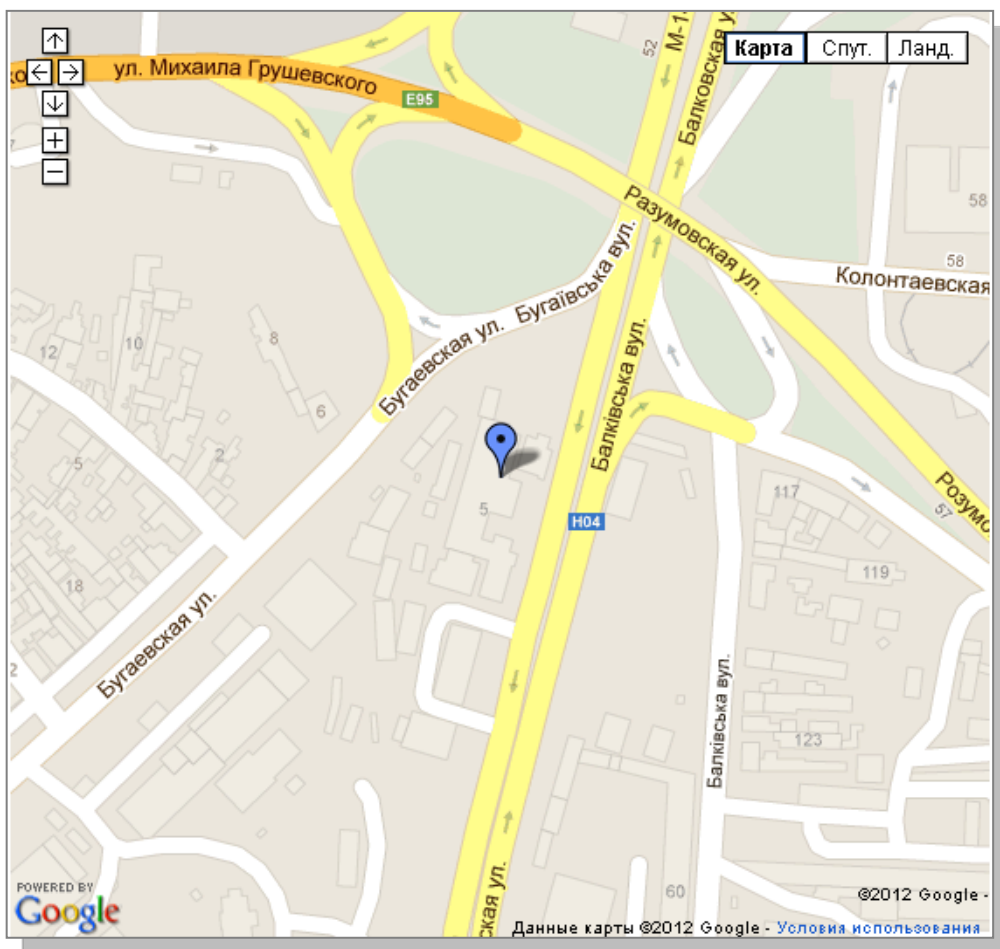 52
М-1
Карта
Спут.
Ланд.
ул. Михаила Грушевского
E95
Балковская у
Разумовская ул.
58
58
Колонтаевская
Бугаевская ул.
Бугаївська вул.
12
10
8
6
2
5
5
Балківська вул.
H04
117
57
Розумо
119
18
Бугаевская ул.
2
Балківська вул.
123
60
ская ул.
POWERED BY
Google
©2012 Google -
Данные карты ©2012 Google - Условия использования